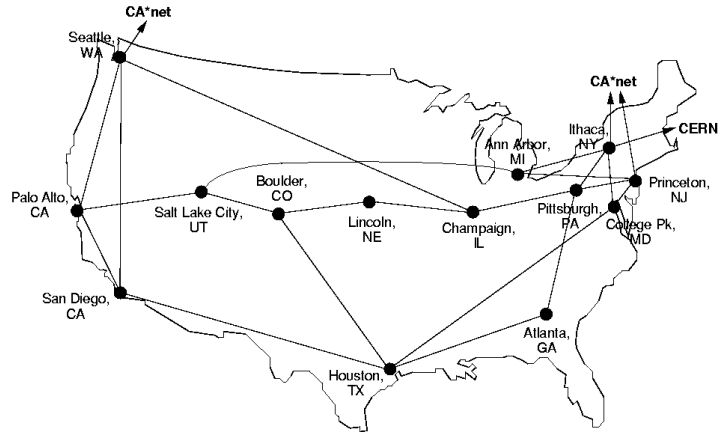 CA*net
Seattle,
WA
CA*net
CERN
Ithaca,
NY
Ann Arbor,
MI
Boulder,
CO
Palo Alto,
CA
Salt Lake City,
UT
Lincoln,
NE
Champaign,
IL
Pittsburgh,
PA
Princeton,
NJ
College Pk,
MD
San Diego,
CA
Atlanta,
GA
Houston,
TX